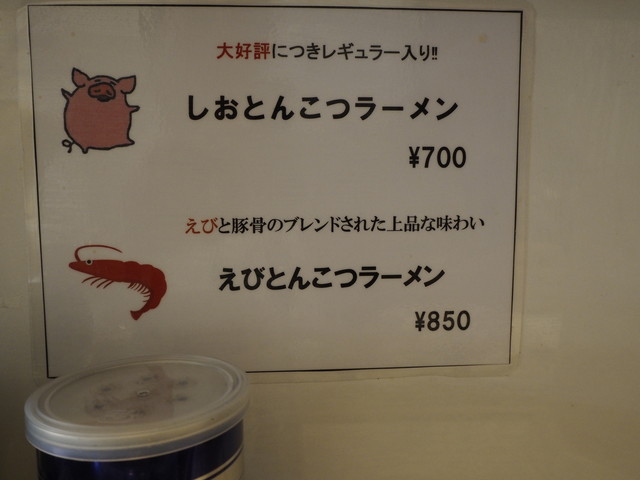 大好評につきレギュラー入り!!
しおとんこつラーメン
¥700
えびと豚骨のブレンドされた上品な味わい
えびとんこつラーメン
¥850